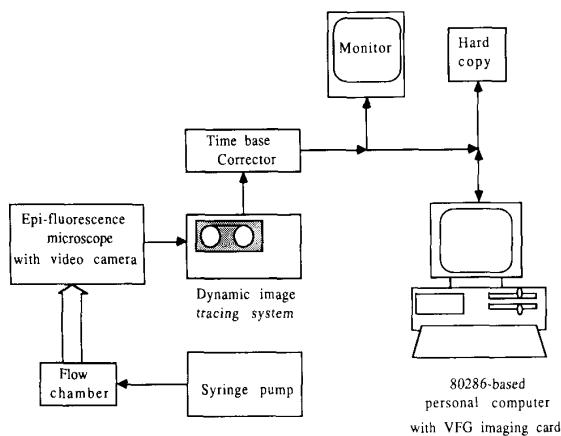 Monitor
Hard
copy
Time base
Corrector
Epi-fluorescence
microscope
with video camera
Dynamic image
tracing system
Flow
chamber
Syringe pump
80286-based
personal computer
with VFG imaging card